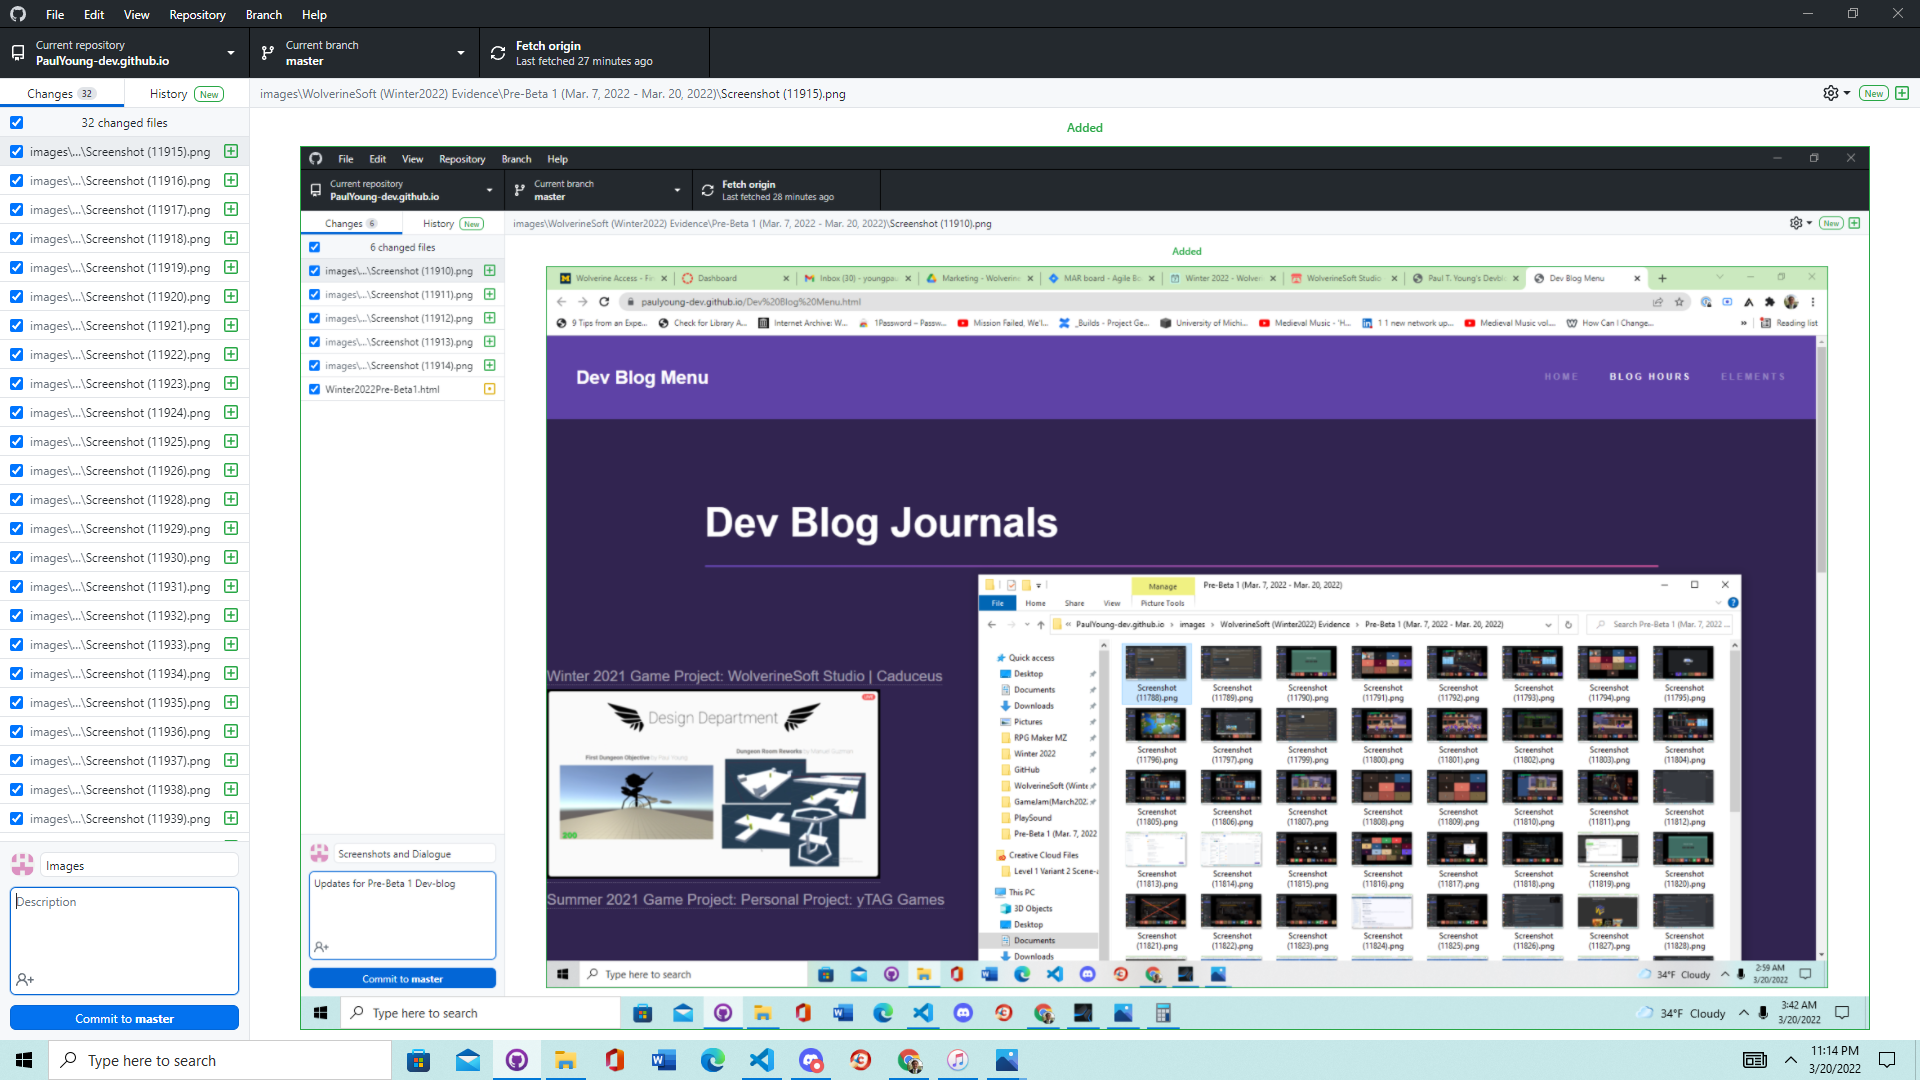 File Edit View Repository Branch Help
Current repository
PaulYoung-dev.github.io
Current branch
master
Fetch origin
Last fetched 27 minutes ago
Changes 32
History New
images\WolverineSoft (Winter2022) Evidence\Pre-Beta 1 (Mar. 7, 2022 - Mar. 20, 2022)\Screenshot (11915).png
New
32 changed files
Added
images\...\Screenshot (11915).png
images\...\Screenshot (11916).png
images\...\Screenshot (11917).png
images\...\Screenshot (11918).png
images\...\Screenshot (11919).png
images\...\Screenshot (11920).png
images\...\Screenshot (11921).png
images\...\Screenshot (11922).png
images\...\Screenshot (11923).png
images\...\Screenshot (11924).png
images\...\Screenshot (11925).png
images\...\Screenshot (11926).png
images\...\Screenshot (11928).png
images\...\Screenshot (11929).png
images\...\Screenshot (11930).png
images\...\Screenshot (11931).png
images\...\Screenshot (11932).png
images\...\Screenshot (11933).png
images\...\Screenshot (11934).png
images\...\Screenshot (11935).png
images\...\Screenshot (11936).png
images\...\Screenshot (11937).png
images\...\Screenshot (11938).png
images\...\Screenshot (11939).png
Images
Description
Commit to master
File Edit View Repository Branch Help
Current repository
PaulYoung-dev.github.io
Current branch
master
Fetch origin
Last fetched 28 minutes ago
Changes 6
History New
images\WolverineSoft (Winter2022) Evidence\Pre-Beta 1 (Mar. 7, 2022 - Mar. 20, 2022)\Screenshot (11910).png
New
6 changed files
Added
images\...\Screenshot (11910).png
images\...\Screenshot (11911).png
images\...\Screenshot (11912).png
images\...\Screenshot (11913).png
images\...\Screenshot (11914).png
Winter2022Pre-Beta1.html
Screenshots and Dialogue
Updates for Pre-Beta 1 Dev-blog
Commit to master
Wolverine Access - Fi Dashboard Inbox (30) - youngpau Marketing - Wolverine MAR board - Agile Bo Winter 2022 - Wolver WolverineSoft Studio Paul T. Young's Devbl Dev Blog Menu
paulyoung-dev.github.io/Dev%20Blog%20Menu.html
9 Tips from an Expe... Check for Library A... Internet Archive: W... 1Password – Passw... Mission Failed, We'l... _Builds - Project Ge... University of Michi... Medieval Music - 'H... 1 1 new network up... Medieval Music vol.... How Can I Change... » Reading list
Dev Blog Menu
HOME BLOG HOURS ELEMENTS
Dev Blog Journals
Winter 2021 Game Project: WolverineSoft Studio | Caduceus
Design Department
First Dungeon Objective by Paul Young
Dungeon Room Reworks by Manuel Guzman
200
Summer 2021 Game Project: Personal Project: yTAG Games
Manage
Pre-Beta 1 (Mar. 7, 2022 - Mar. 20, 2022)
File Home Share View Picture Tools
« PaulYoung-dev.github.io › images › WolverineSoft (Winter2022) Evidence › Pre-Beta 1 (Mar. 7, 2022 - Mar. 20, 2022)
Search Pre-Beta 1 (Mar. 7, 2022 ...
Quick access
Desktop
Documents
Downloads
Pictures
RPG Maker MZ
Winter 2022
GitHub
WolverineSoft (Winte
GameJam(March202
PlaySound
Pre-Beta 1 (Mar. 7, 2022
Creative Cloud Files
Level 1 Variant 2 Scene-
This PC
3D Objects
Desktop
Documents
Downloads
Screenshot (11788).png Screenshot (11789).png Screenshot (11790).png Screenshot (11791).png Screenshot (11792).png Screenshot (11793).png Screenshot (11794).png Screenshot (11795).png
Screenshot (11796).png Screenshot (11797).png Screenshot (11799).png Screenshot (11800).png Screenshot (11801).png Screenshot (11802).png Screenshot (11803).png Screenshot (11804).png
Screenshot (11805).png Screenshot (11806).png Screenshot (11807).png Screenshot (11808).png Screenshot (11809).png Screenshot (11810).png Screenshot (11811).png Screenshot (11812).png
Screenshot (11813).png Screenshot (11814).png Screenshot (11815).png Screenshot (11816).png Screenshot (11817).png Screenshot (11818).png Screenshot (11819).png Screenshot (11820).png
Screenshot (11821).png Screenshot (11822).png Screenshot (11823).png Screenshot (11824).png Screenshot (11825).png Screenshot (11826).png Screenshot (11827).png Screenshot (11828).png
Type here to search
34°F Cloudy
2:59 AM
3/20/2022
Type here to search
34°F Cloudy
3:42 AM
3/20/2022
Type here to search
11:14 PM
3/20/2022